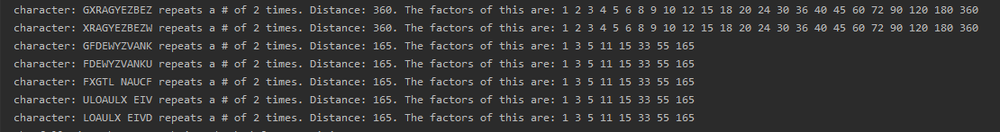 character: GXRAGYEZBEZ repeats a # of 2 times. Distance: 360. The factors of this are: 1 2 3 4 5 6 8 9 10 12 15 18 20 24 30 36 40 45 60 72 90 120 180 360
character: XRAGYEZBEZW repeats a # of 2 times. Distance: 360. The factors of this are: 1 2 3 4 5 6 8 9 10 12 15 18 20 24 30 36 40 45 60 72 90 120 180 360
character: GFDEWYZVANK repeats a # of 2 times. Distance: 165. The factors of this are: 1 3 5 11 15 33 55 165
character: FDEWYZVANKU repeats a # of 2 times. Distance: 165. The factors of this are: 1 3 5 11 15 33 55 165
character: FXGTL NAUCF repeats a # of 2 times. Distance: 165. The factors of this are: 1 3 5 11 15 33 55 165
character: ULOAULX EIV repeats a # of 2 times. Distance: 165. The factors of this are: 1 3 5 11 15 33 55 165
character: LOAULX EIVD repeats a # of 2 times. Distance: 165. The factors of this are: 1 3 5 11 15 33 55 165